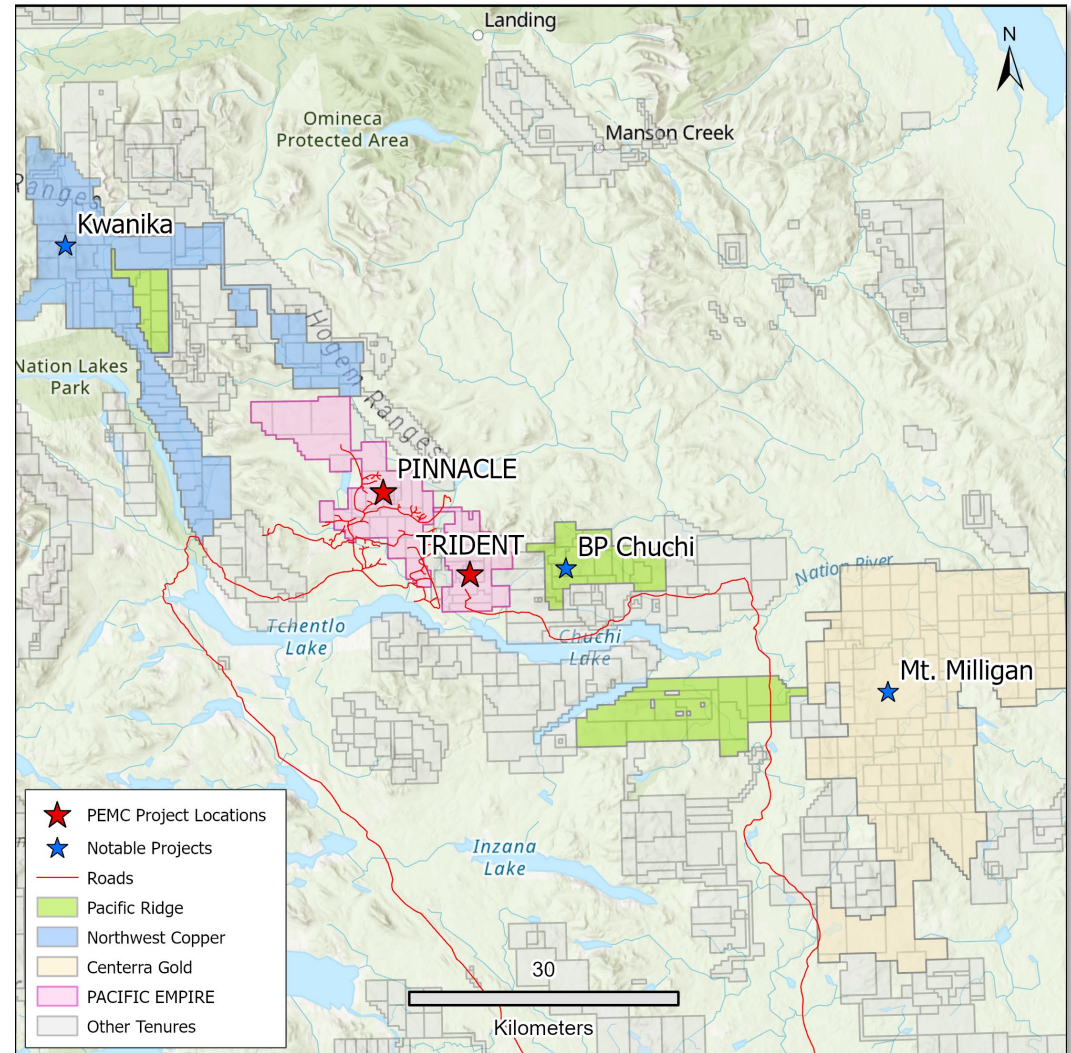 Landing
N
Omineca
Protected Area
Manson Creek
Ranges
Kwanika
Hogem Ranges
Nation Lakes
Park
PINNACLE
TRIDENT
BP Chuchi
Nation River
Tchentlo
Lake
Chuchi
Lake
Mt. Milligan
Inzana
Lake
PEMC Project Locations
Notable Projects
Roads
Pacific Ridge
Northwest Copper
Centerra Gold
PACIFIC EMPIRE
Other Tenures
30
Kilometers